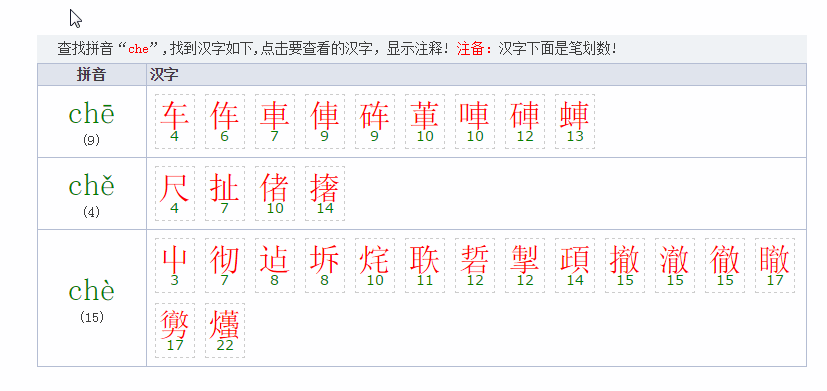 查找拼音“che”,找到汉字如下,点击要查看的汉字，显示注释! 注备：汉字下面是笔划数!
拼音 汉字
chē 车 伡 車 俥 砗 莗 唓 硨 蛼
(9) 4 6 7 9 9 10 10 12 13
chě 尺 扯 偖 撦
(4) 4 7 10 14
chè 屮 彻 迠 坼 烢 聅 硩 掣 頙 撤 澈 徹 瞮
3 7 8 8 10 11 12 12 14 15 15 15 17
(15) 勶 爡
17 22